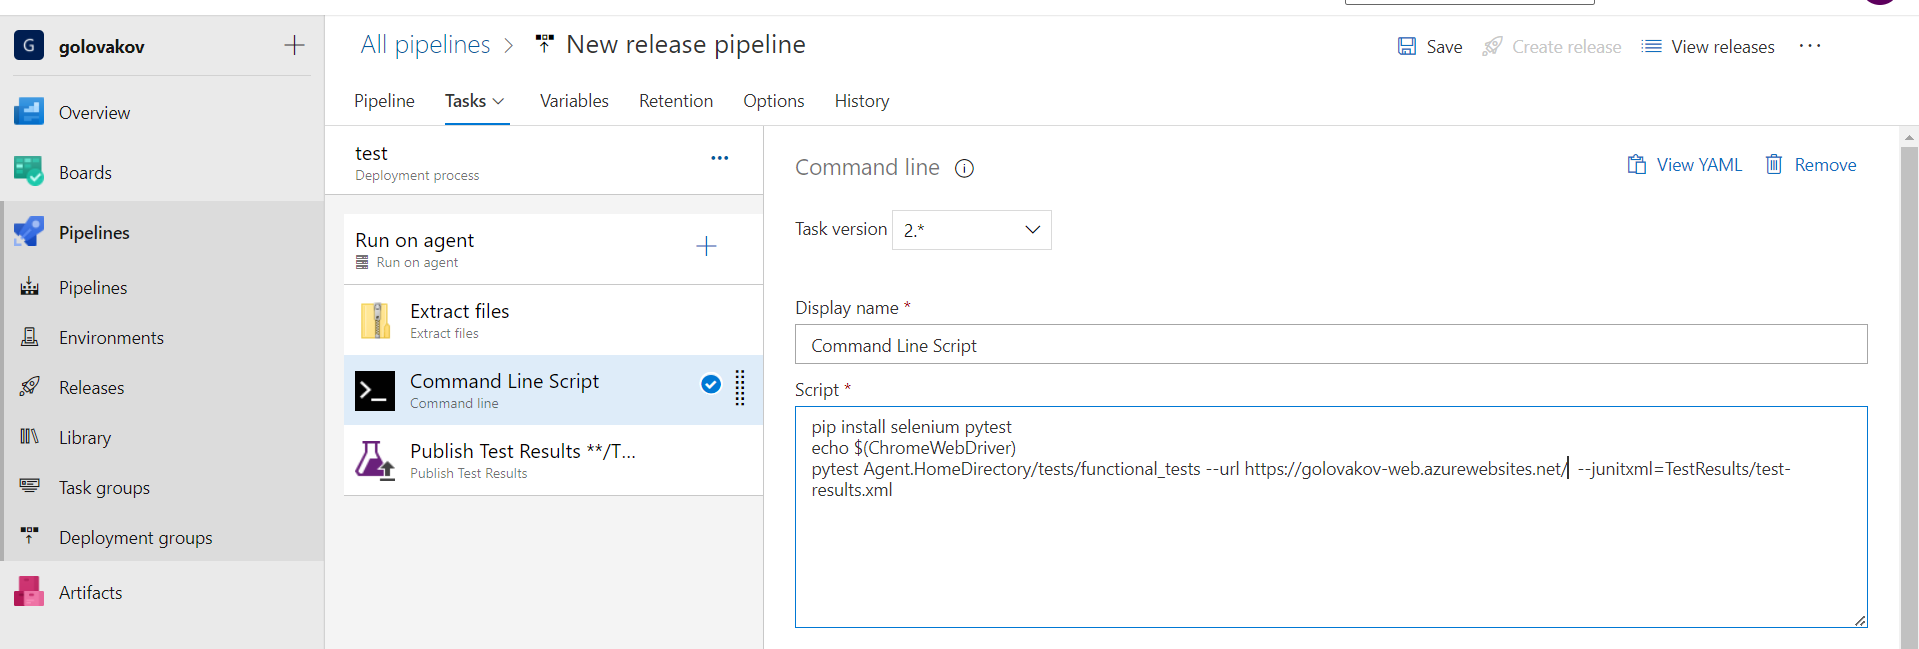 G golovakov
Overview
Boards
Pipelines
Pipelines
Environments
Releases
Library
Task groups
Deployment groups
Artifacts
All pipelines > New release pipeline
Save Create release View releases ...
Pipeline Tasks Variables Retention Options History
test
Deployment process
Run on agent
Run on agent
Extract files
Extract files
Command Line Script
Command line
Publish Test Results **/T...
Publish Test Results
Command line
View YAML Remove
Task version 2.*
Display name *
Command Line Script
Script *
pip install selenium pytest
echo $(ChromeWebDriver)
pytest Agent.HomeDirectory/tests/functional_tests --url https://golovakov-web.azurewebsites.net/ --junitxml=TestResults/test-
results.xml